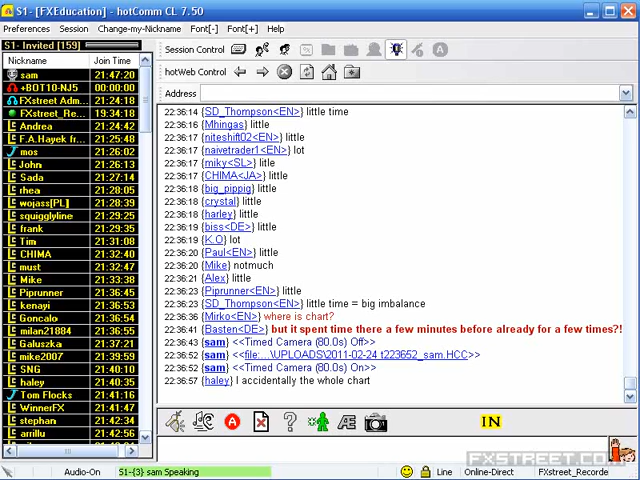 S1- [FXEducation] - hotComm CL 7.50
Preferences Session Change-my-Nickname Font[-] Font[+] Help
S1- Invited [159]
Nickname Join Time
sam 21:47:20
+BOT10-NJ5 00:00:00
FXstreet Adm... 21:24:18
FXstreet_Re... 19:34:18
Andrea 21:24:42
F.A.Hayek fr... 21:25:48
mos 21:26:02
John 21:26:13
Sada 21:27:14
rhea 21:28:05
wojass[PL] 21:28:39
squigglyline 21:29:25
frank 21:29:35
Tim 21:31:08
CHIMA 21:32:40
must 21:32:47
Mike 21:33:38
Piprunner 21:36:45
kenayi 21:36:53
Goncalo 21:36:54
milan21884 21:36:55
Galuszka 21:37:21
mike2007 21:39:35
SNG 21:40:10
haley 21:40:35
Tom Flocks 21:41:16
WinnerFX 21:41:47
stephan 21:42:34
arrillu 21:42:56
Session Control
hotWeb Control
Address
22:36:14 {SD_Thompson<EN>} little time
22:36:16 {Mhingas} little
22:36:17 {niteshift02<EN>} little
22:36:17 {naivetrader1<EN>} lot
22:36:17 {miky<SL>} litle
22:36:17 {CHIMA<JA>} little
22:36:18 {big_pippig} little
22:36:18 {crystal} little
22:36:18 {harley} little
22:36:19 {biss<DE>} little
22:36:19 {K.O} lot
22:36:20 {Paul<EN>} little
22:36:20 {Mike} notmuch
22:36:21 {Alex} little
22:36:23 {Piprunner<EN>} little
22:36:23 {SD_Thompson<EN>} little time = big imbalance
22:36:36 {Mirko<EN>} where is chart?
22:36:41 {Basten<DE>} but it spent time there a few minutes before already for a few times?!
22:36:43 {sam} <<Timed Camera (80.0s) Off>>
22:36:52 {sam} <<file:...\UPLOADS\2011-02-24 t223652_sam.HCC>>
22:36:52 {sam} <<Timed Camera (80.0s) On>>
22:36:57 {haley} I accidentally the whole chart
IN
FXSTREET.COM
Audio-On S1-{3} sam Speaking Line Online-Direct FXstreet_Recorde